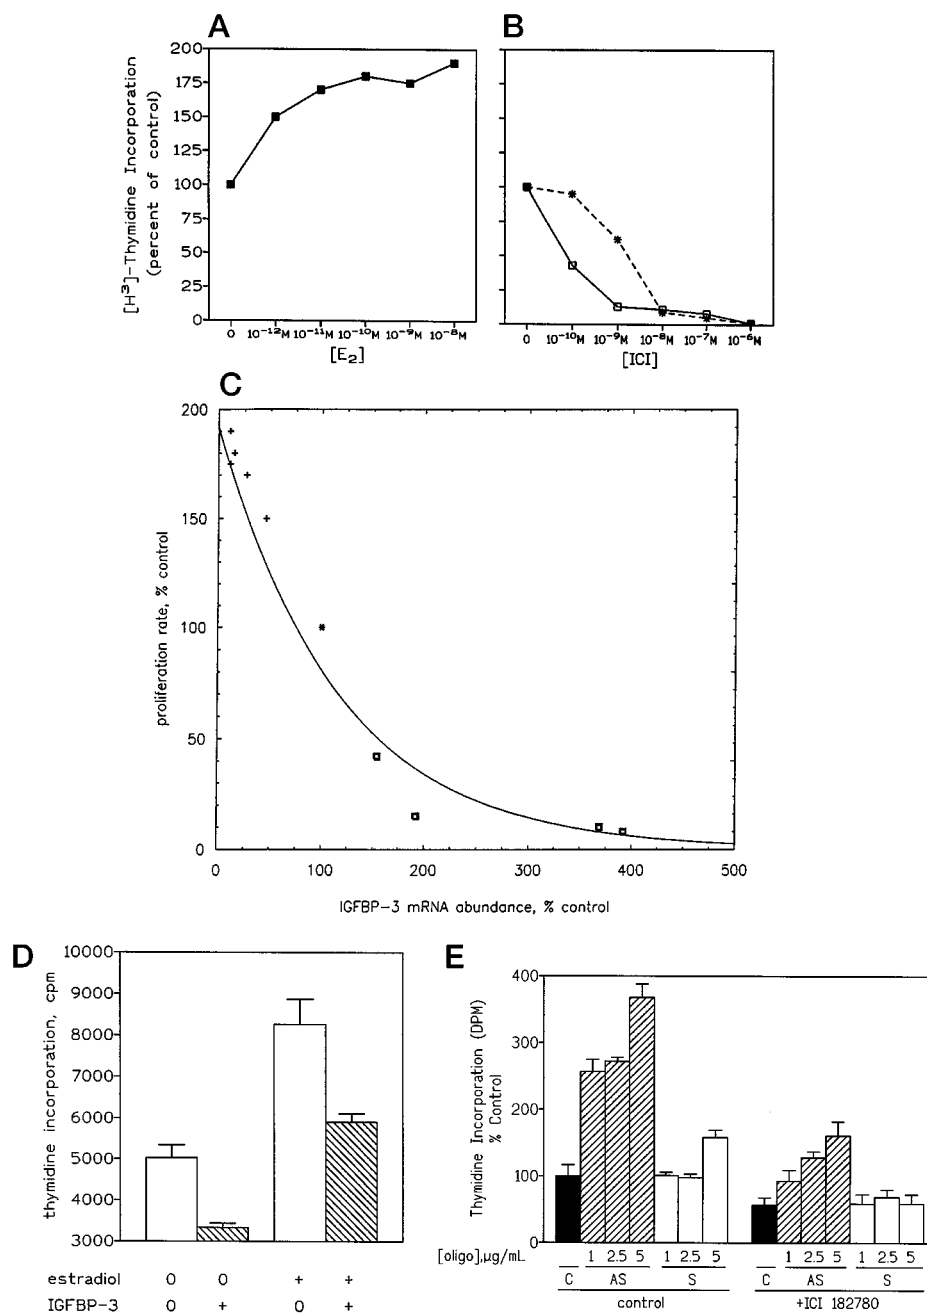 A
B
[H³]-Thymidine Incorporation
(percent of control)
200
175
150
125
100
75
50
25
0
0 10⁻¹²M 10⁻¹¹M 10⁻¹⁰M 10⁻⁹M 10⁻⁸M
[E₂]
0 10⁻¹⁰M 10⁻⁹M 10⁻⁸M 10⁻⁷M 10⁻⁶M
[ICI]
C
proliferation rate, % control
200
150
100
50
0
0 100 200 300 400 500
IGFBP-3 mRNA abundance, % control
D
thymidine incorporation, cpm
10000
9000
8000
7000
6000
5000
4000
3000
estradiol 0 0 + +
IGFBP-3 0 + 0 +
E
Thymidine Incorporation (DPM)
% Control
400
300
200
100
0
[oligo],µg/mL 1 2.5 5 1 2.5 5 1 2.5 5 1 2.5 5
C AS S C AS S
control +ICI 182780